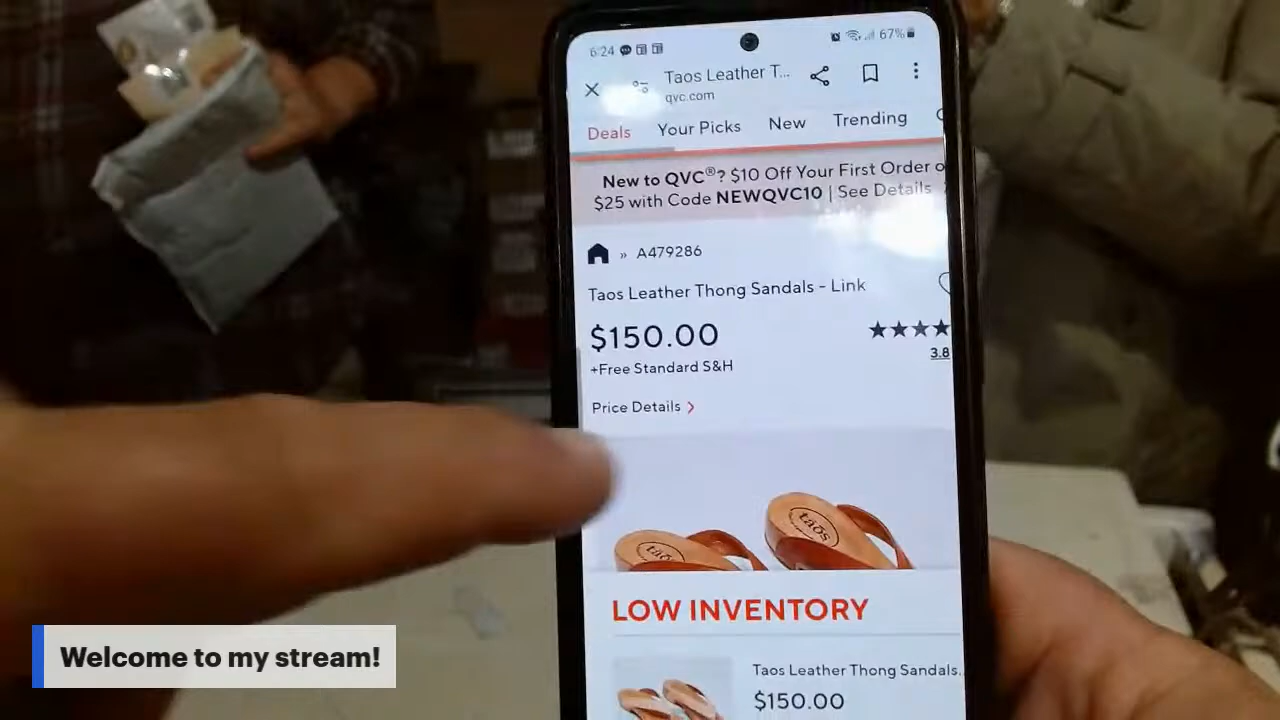 6:24
67%
Taos Leather T...
qvc.com
Deals Your Picks New Trending
New to QVC®? $10 Off Your First Order o
$25 with Code NEWQVC10 | See Details
» A479286
Taos Leather Thong Sandals - Link
$150.00
3.8
+Free Standard S&H
Price Details >
taos
taos
LOW INVENTORY
Taos Leather Thong Sandals.
$150.00
Welcome to my stream!